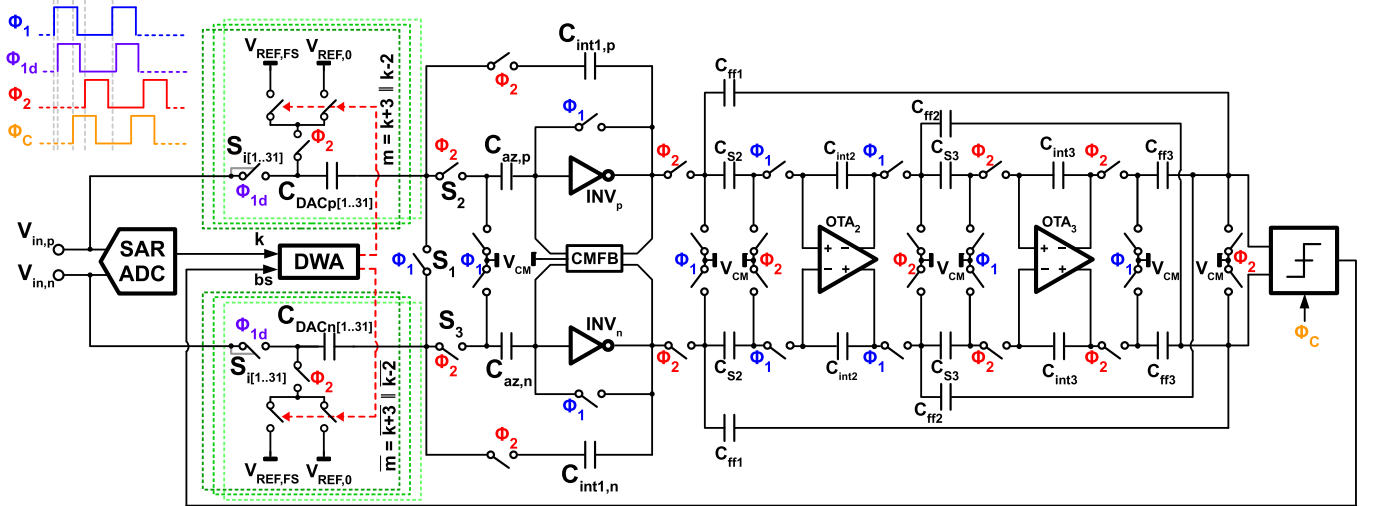 Φ1
Φ1d
Φ2
ΦC
VREF,FS VREF,0
Φ2
Si[1..31]
Φ1d
CDACp[1..31]
m = k+3 || k-2
Φ2
Cint1,p
Φ1
Φ2
S2
Caz,p
INVp
Φ2
Cff1
CS2
Φ1
Cint2
Φ1
Cff2
CS3
Φ2
Cint3
Φ2
Cff3
Vin,p
Vin,n
SAR
ADC
k
bs
DWA
Φ1
S1
Φ1
VCM
CMFB
Φ1
VCM
Φ2
OTA2
+ −
− +
Φ2
VCM
Φ1
OTA3
+ −
− +
Φ1
VCM
VCM
Φ2
ΦC
Φ1d
Si[1..31]
CDACn[1..31]
Φ2
VREF,FS VREF,0
m = k+3 || k-2
S3
Φ2
Caz,n
INVn
Φ1
Φ2
Cint1,n
Φ2
CS2
Φ1
Cint2
Φ1
CS3
Φ2
Cint3
Φ2
Cff3
Cff2
Cff1